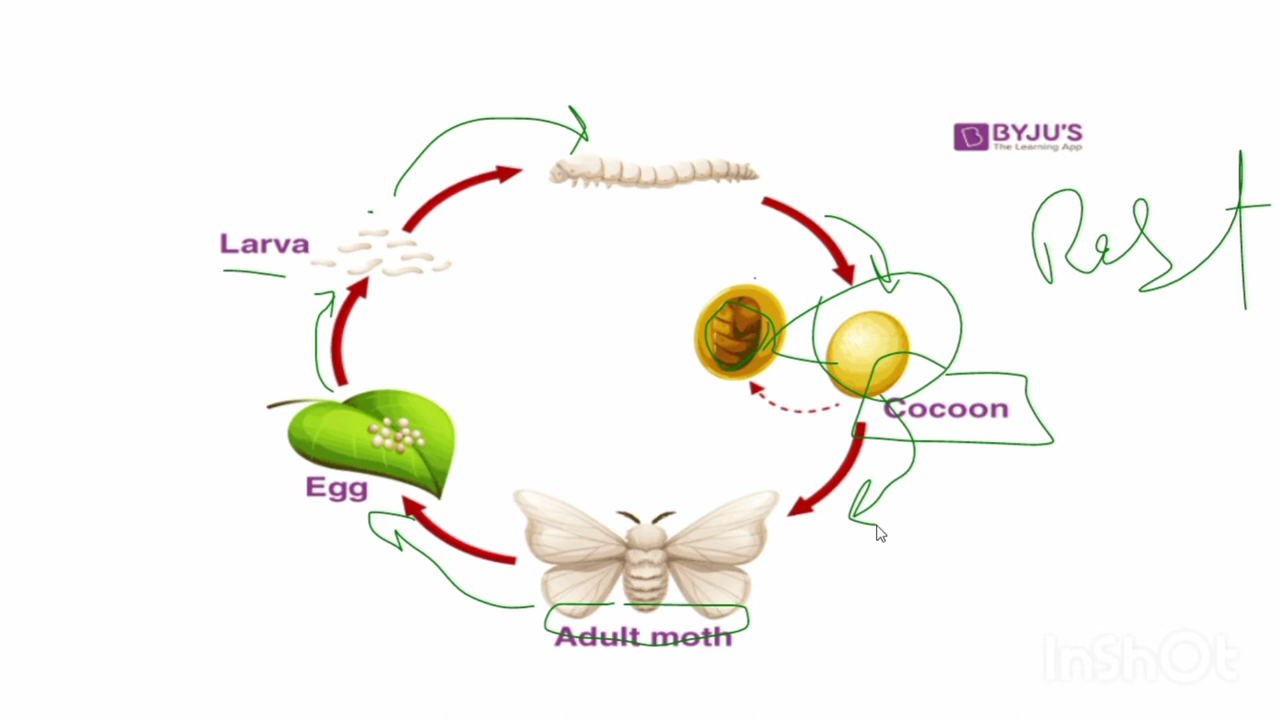 BYJU'S
The Learning App
Rest
Larva
Cocoon
Egg
Adult moth
InShOt